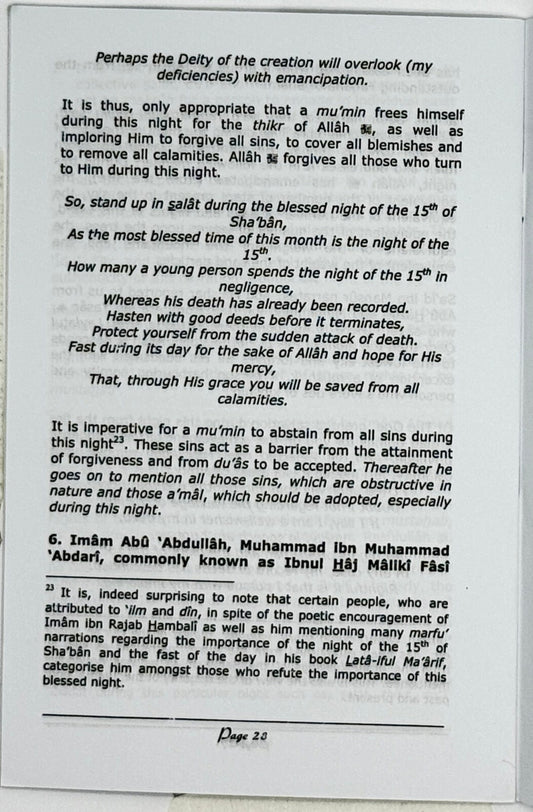 Perhaps the Deity of the creation will overlook (my
deficiencies) with emancipation.
It is thus, only appropriate that a mu'min frees himself
during this night for the thikr of Allâh ﷻ, as well as
imploring Him to forgive all sins, to cover all blemishes and
to remove all calamities. Allâh ﷻ forgives all those who turn
to Him during this night.
So, stand up in salât during the blessed night of the 15th of
Sha'bân,
As the most blessed time of this month is the night of the
15th.
How many a young person spends the night of the 15th in
negligence,
Whereas his death has already been recorded.
Hasten with good deeds before it terminates,
Protect yourself from the sudden attack of death.
Fast during its day for the sake of Allâh and hope for His
mercy,
That, through His grace you will be saved from all
calamities.
It is imperative for a mu'min to abstain from all sins during
this night23. These sins act as a barrier from the attainment
of forgiveness and from du'âs to be accepted. Thereafter he
goes on to mention all those sins, which are obstructive in
nature and those a'mâl, which should be adopted, especially
during this night.
6. Imâm Abû 'Abdullâh, Muhammad Ibn Muhammad
'Abdarî, commonly known as Ibnul Hâj Mâlikî Fâsî
23 It is, indeed surprising to note that certain people, who are
attributed to 'ilm and dîn, in spite of the poetic encouragement of
Imâm ibn Rajab Hambalî as well as him mentioning many marfu'
narrations regarding the importance of the night of the 15th of
Sha'bân and the fast of the day in his book Latâ-iful Ma'ârif,
categorise him amongst those who refute the importance of this
blessed night.
Page 23